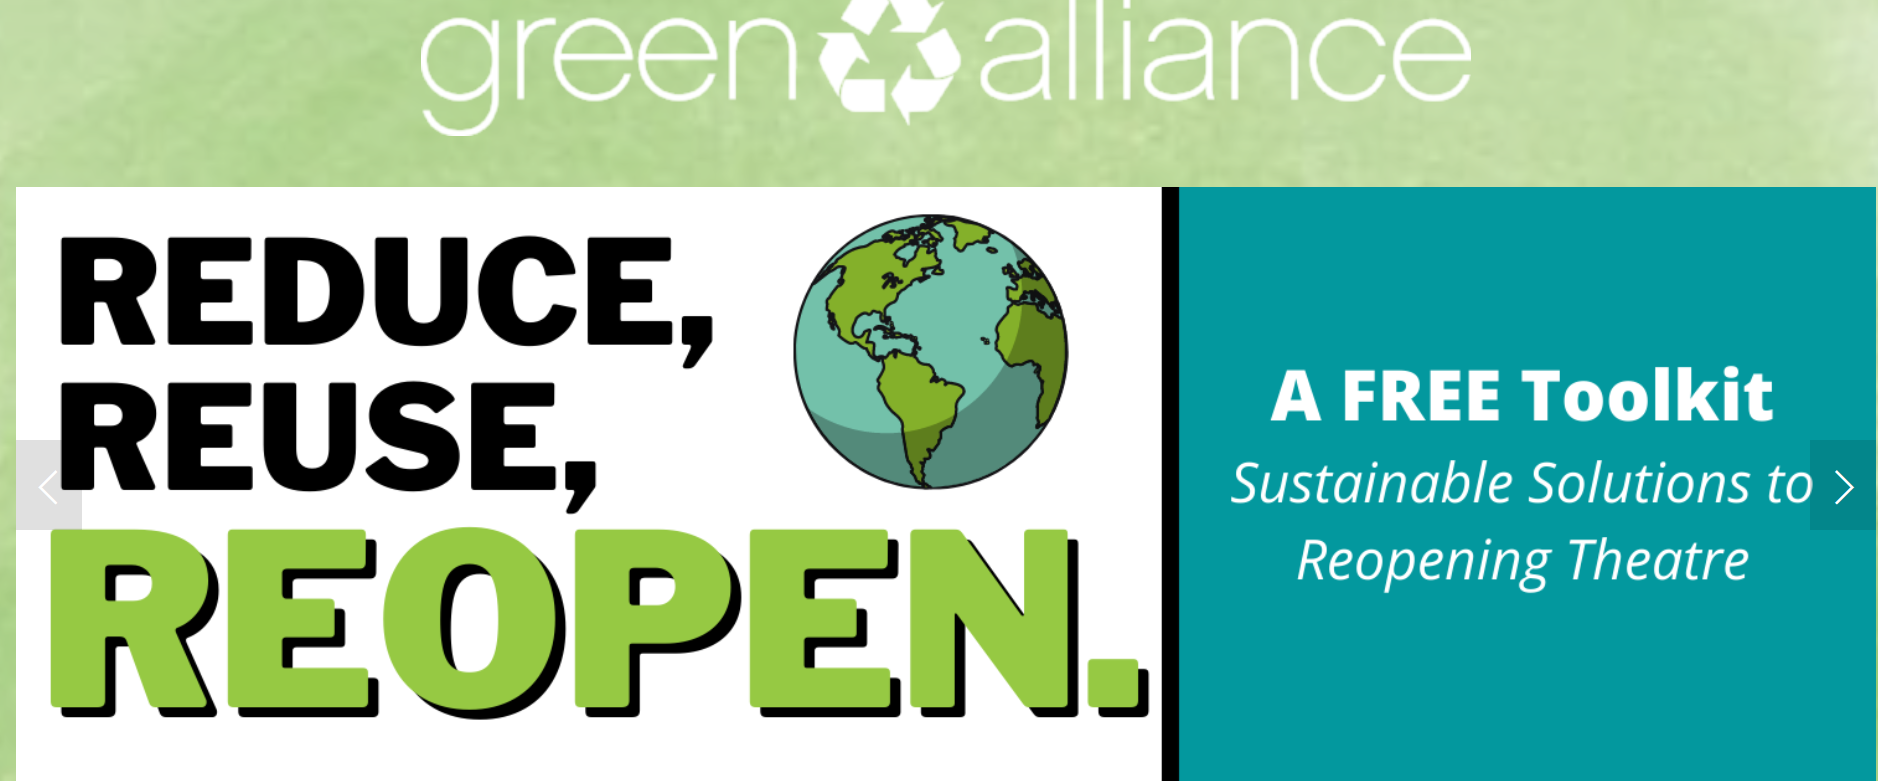 green alliance
REDUCE,
REUSE,
REOPEN.
A FREE Toolkit
Sustainable Solutions to
Reopening Theatre